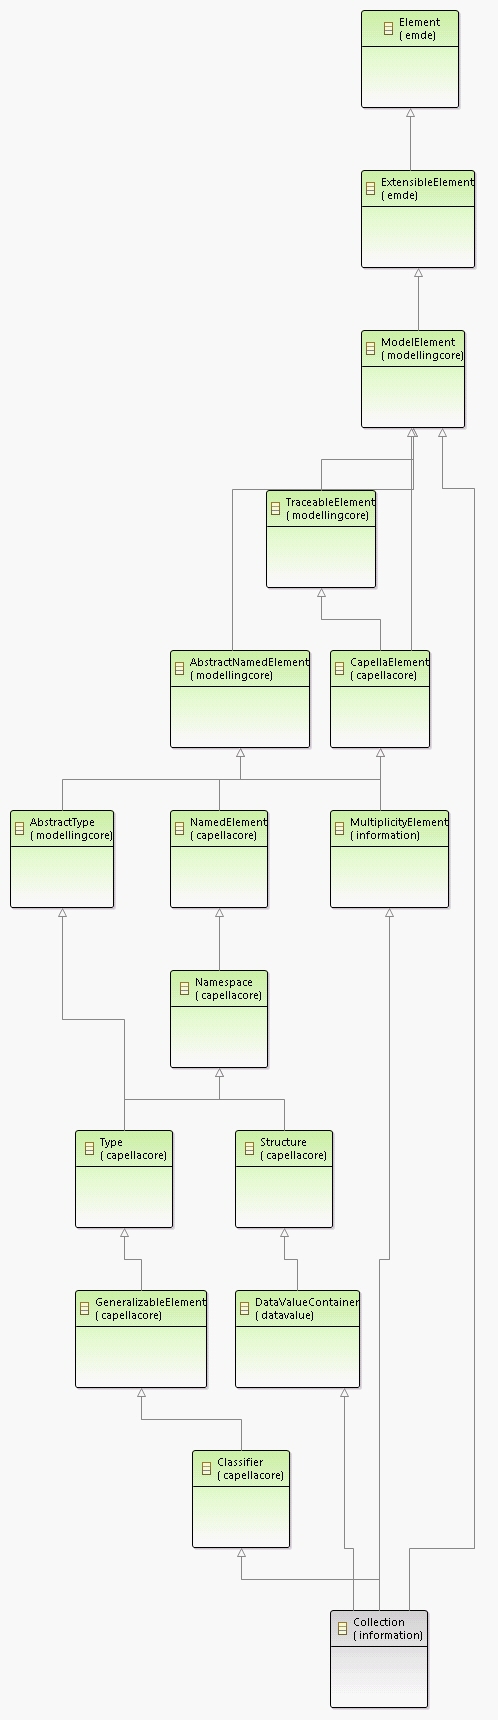 Element
( emde)
ExtensibleElement
( emde)
ModelElement
( modellingcore)
TraceableElement
( modellingcore)
AbstractNamedElement
( modellingcore)
CapellaElement
( capellacore)
AbstractType
( modellingcore)
NamedElement
( capellacore)
MultiplicityElement
( information)
Namespace
( capellacore)
Type
( capellacore)
Structure
( capellacore)
GeneralizableElement
( capellacore)
DataValueContainer
( datavalue)
Classifier
( capellacore)
Collection
( information)